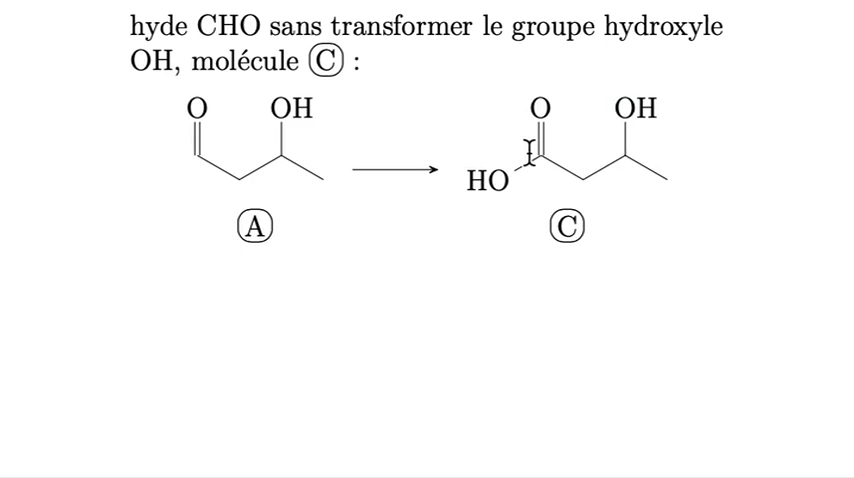 hyde CHO sans transformer le groupe hydroxyle
OH, molécule C :
O OH O OH
HO
A C